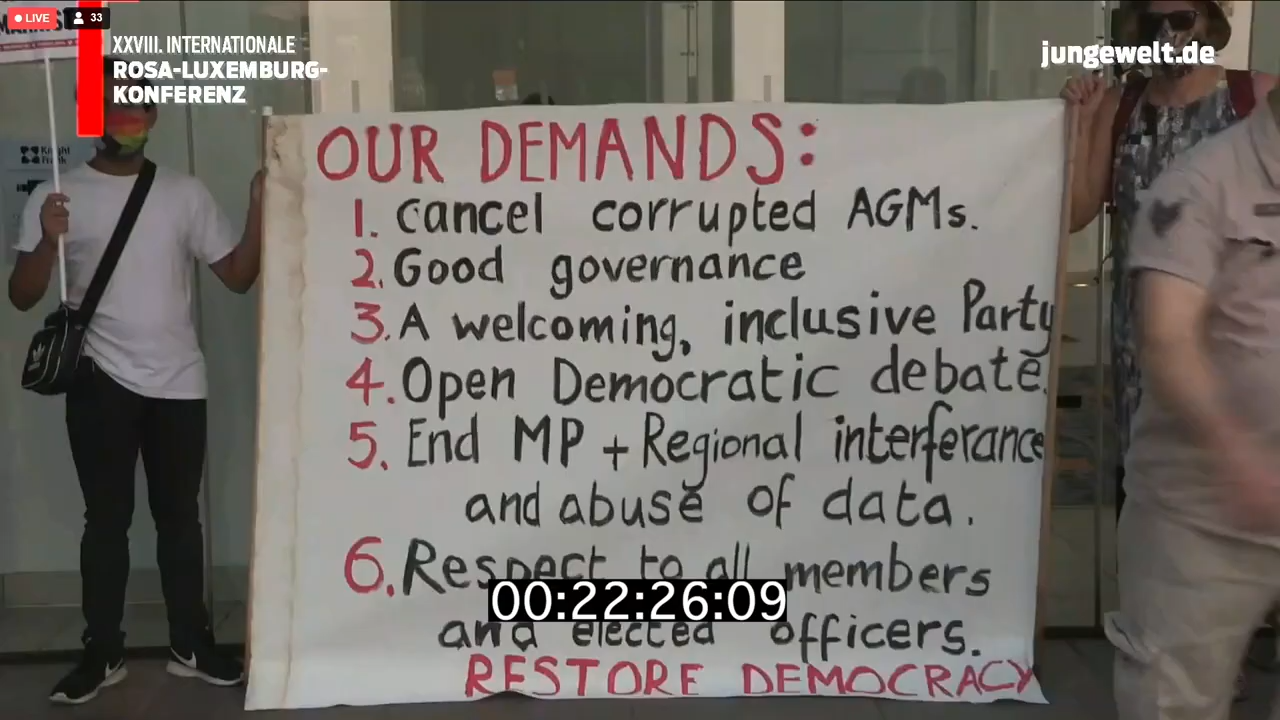 LIVE
33
XXVIII. INTERNATIONALE
ROSA-LUXEMBURG-
KONFERENZ
jungewelt.de
Knight
Frank
OUR DEMANDS:
1. Cancel corrupted AGMs.
2. Good governance
3. A welcoming, inclusive Party
4. Open Democratic debate.
5. End MP + Regional interferance
and abuse of data.
6. Respect to all members
00:22:26:09
and elected officers.
RESTORE DEMOCRACY